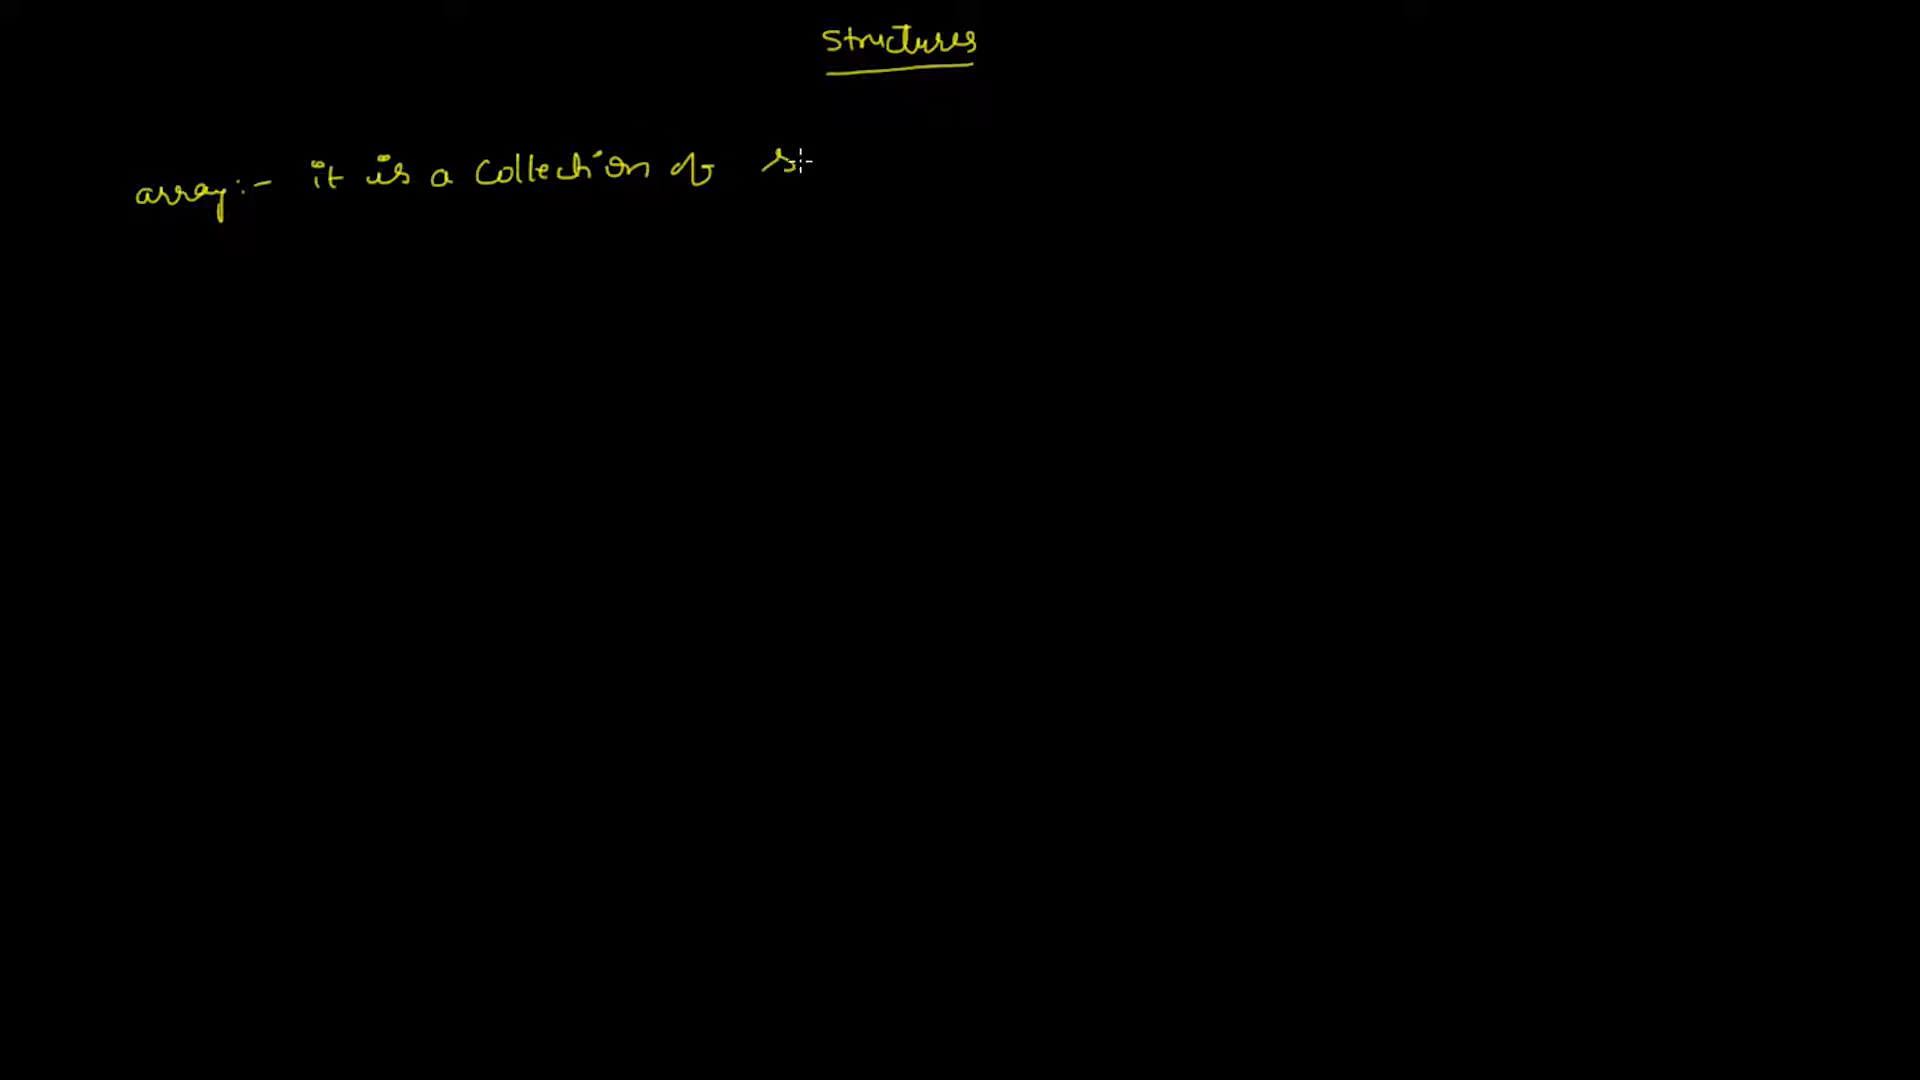 Structures
array:- it is a collection of s